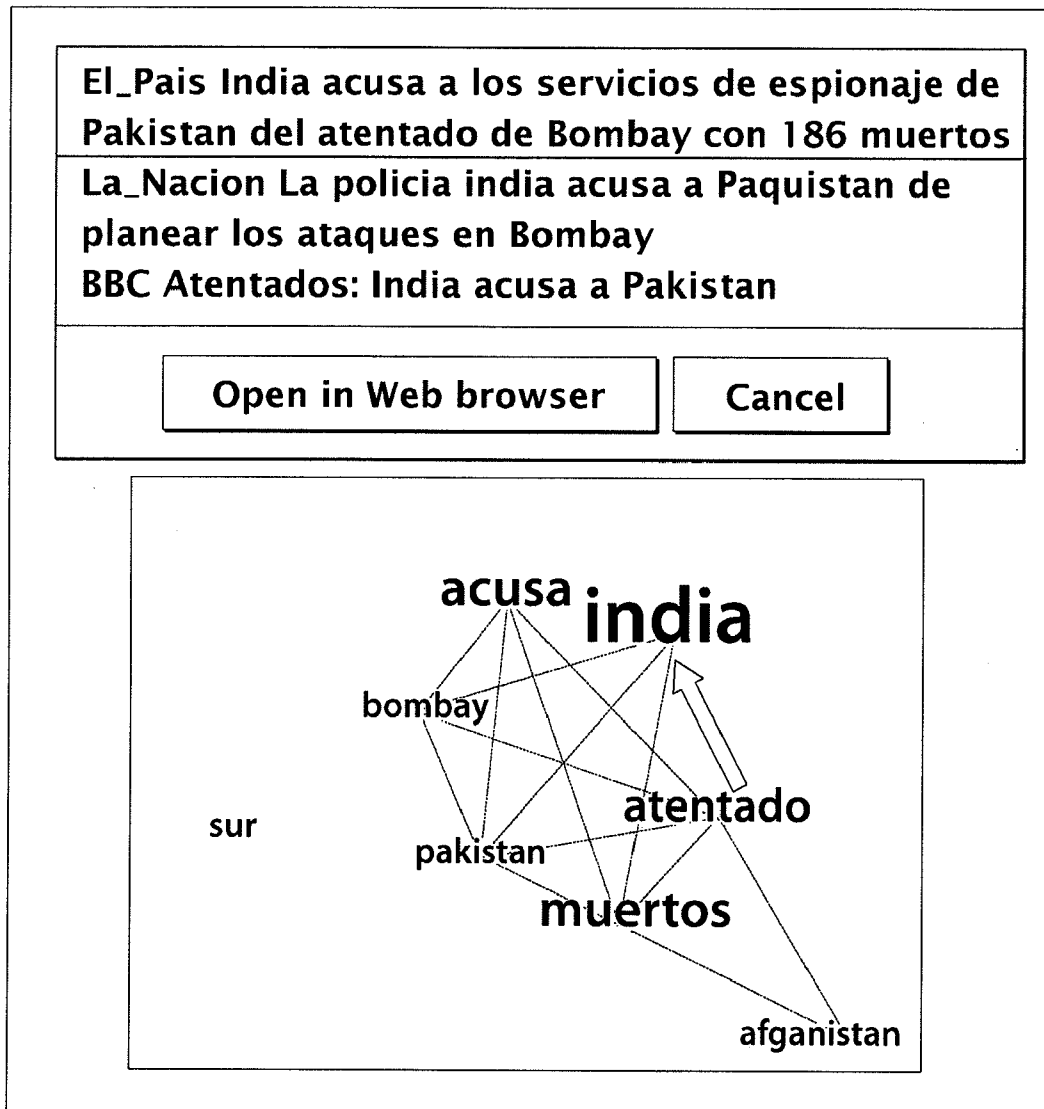 El_Pais India acusa a los servicios de espionaje de
Pakistan del atentado de Bombay con 186 muertos
La_Nacion La policia india acusa a Paquistan de
planear los ataques en Bombay
BBC Atentados: India acusa a Pakistan
Open in Web browser
Cancel
acusa
india
bombay
atentado
sur
pakistan
muertos
afganistan